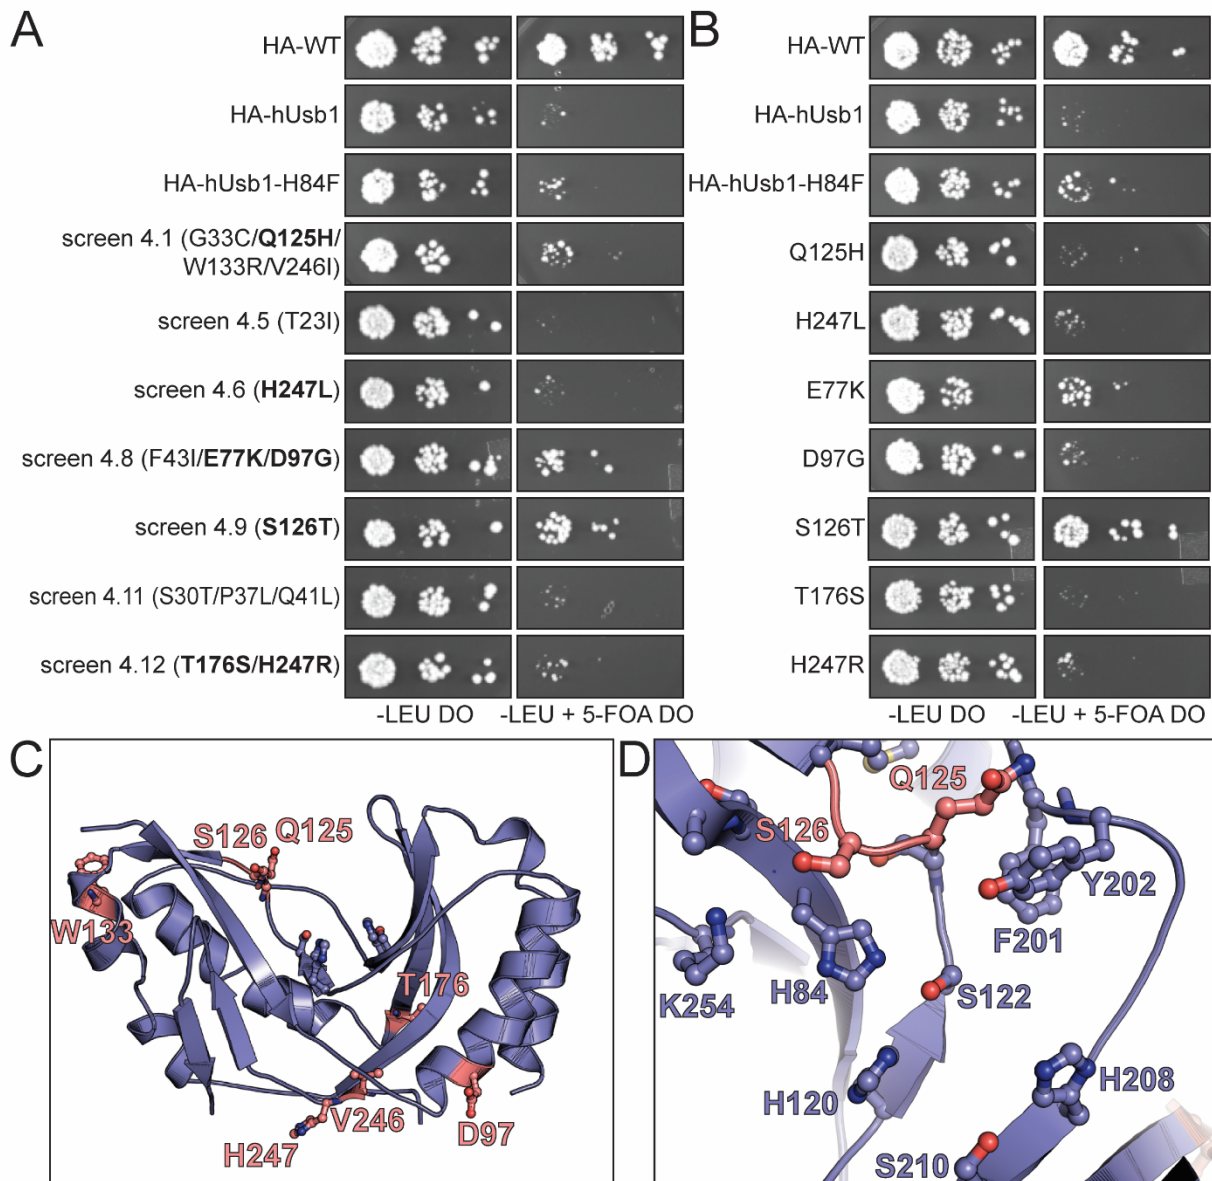 A
HA-WT
HA-hUsb1
HA-hUsb1-H84F
screen 4.1 (G33C/Q125H/
W133R/V246I)
screen 4.5 (T23I)
screen 4.6 (H247L)
screen 4.8 (F43I/E77K/D97G)
screen 4.9 (S126T)
screen 4.11 (S30T/P37L/Q41L)
screen 4.12 (T176S/H247R)
-LEU DO
-LEU + 5-FOA DO
B
HA-WT
HA-hUsb1
HA-hUsb1-H84F
Q125H
H247L
E77K
D97G
S126T
T176S
H247R
-LEU DO
-LEU + 5-FOA DO
C
S126 Q125
W133
T176
V246
H247
D97
D
Q125
S126
Y202
F201
K254
H84
S122
H120
H208
S210